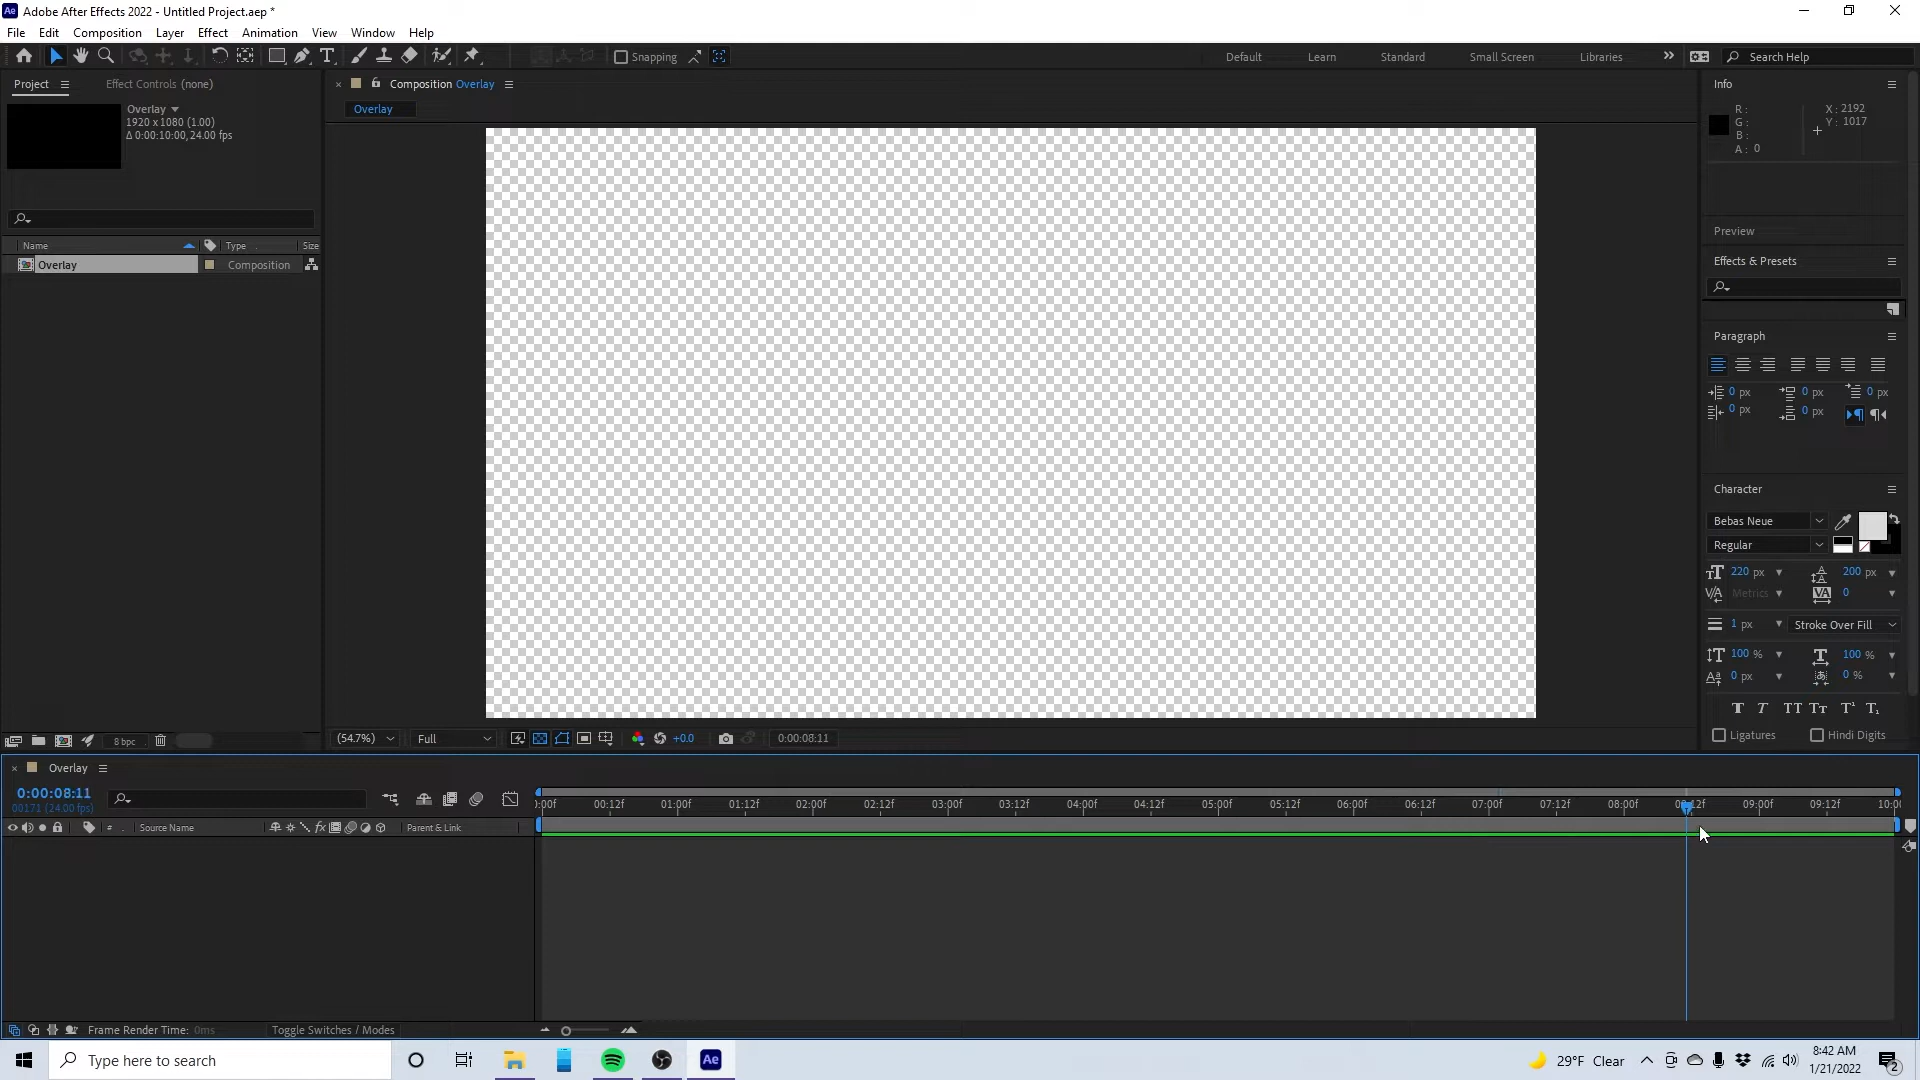 Adobe After Effects 2022 - Untitled Project.aep *
File Edit Composition Layer Effect Animation View Window Help
Snapping Default Learn Standard Small Screen Libraries Search Help
Project Effect Controls (none)
Composition Overlay
Info
Overlay
1920 x 1080 (1.00)
Δ 0:00:10:00, 24.00 fps
Overlay
R :
G :
B :
A : 0
X : 2192
Y : 1017
Preview
Effects & Presets
Name Type Size
Overlay Composition
Paragraph
0 px 0 px 0 px
0 px 0 px
Character
Bebas Neue
Regular
220 px 200 px
Metrics 0
1 px Stroke Over Fill
100 % 100 %
0 px 0 %
T T TT Tt T¹ T₁
Ligatures Hindi Digits
8 bpc
(54.7%) Full +0.0 0:00:08:11
Overlay
0:00:08:11
00171 (24.00 fps)
:00f 00:12f 01:00f 01:12f 02:00f 02:12f 03:00f 03:12f 04:00f 04:12f 05:00f 05:12f 06:00f 06:12f 07:00f 07:12f 08:00f 09:00f 09:12f 10:00
# Source Name fx Parent & Link
Frame Render Time: 0ms Toggle Switches / Modes
Type here to search Ae 29°F Clear 8:42 AM
1/21/2022 2